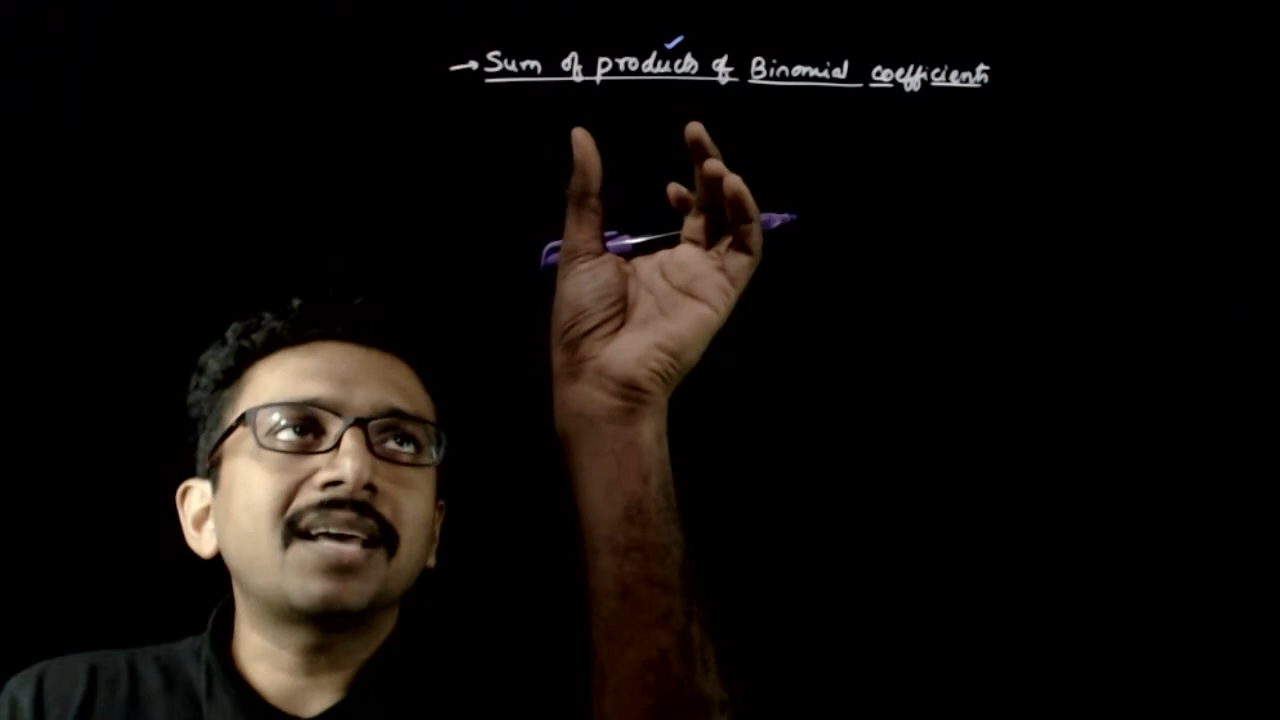 → Sum of products of Binomial coefficients